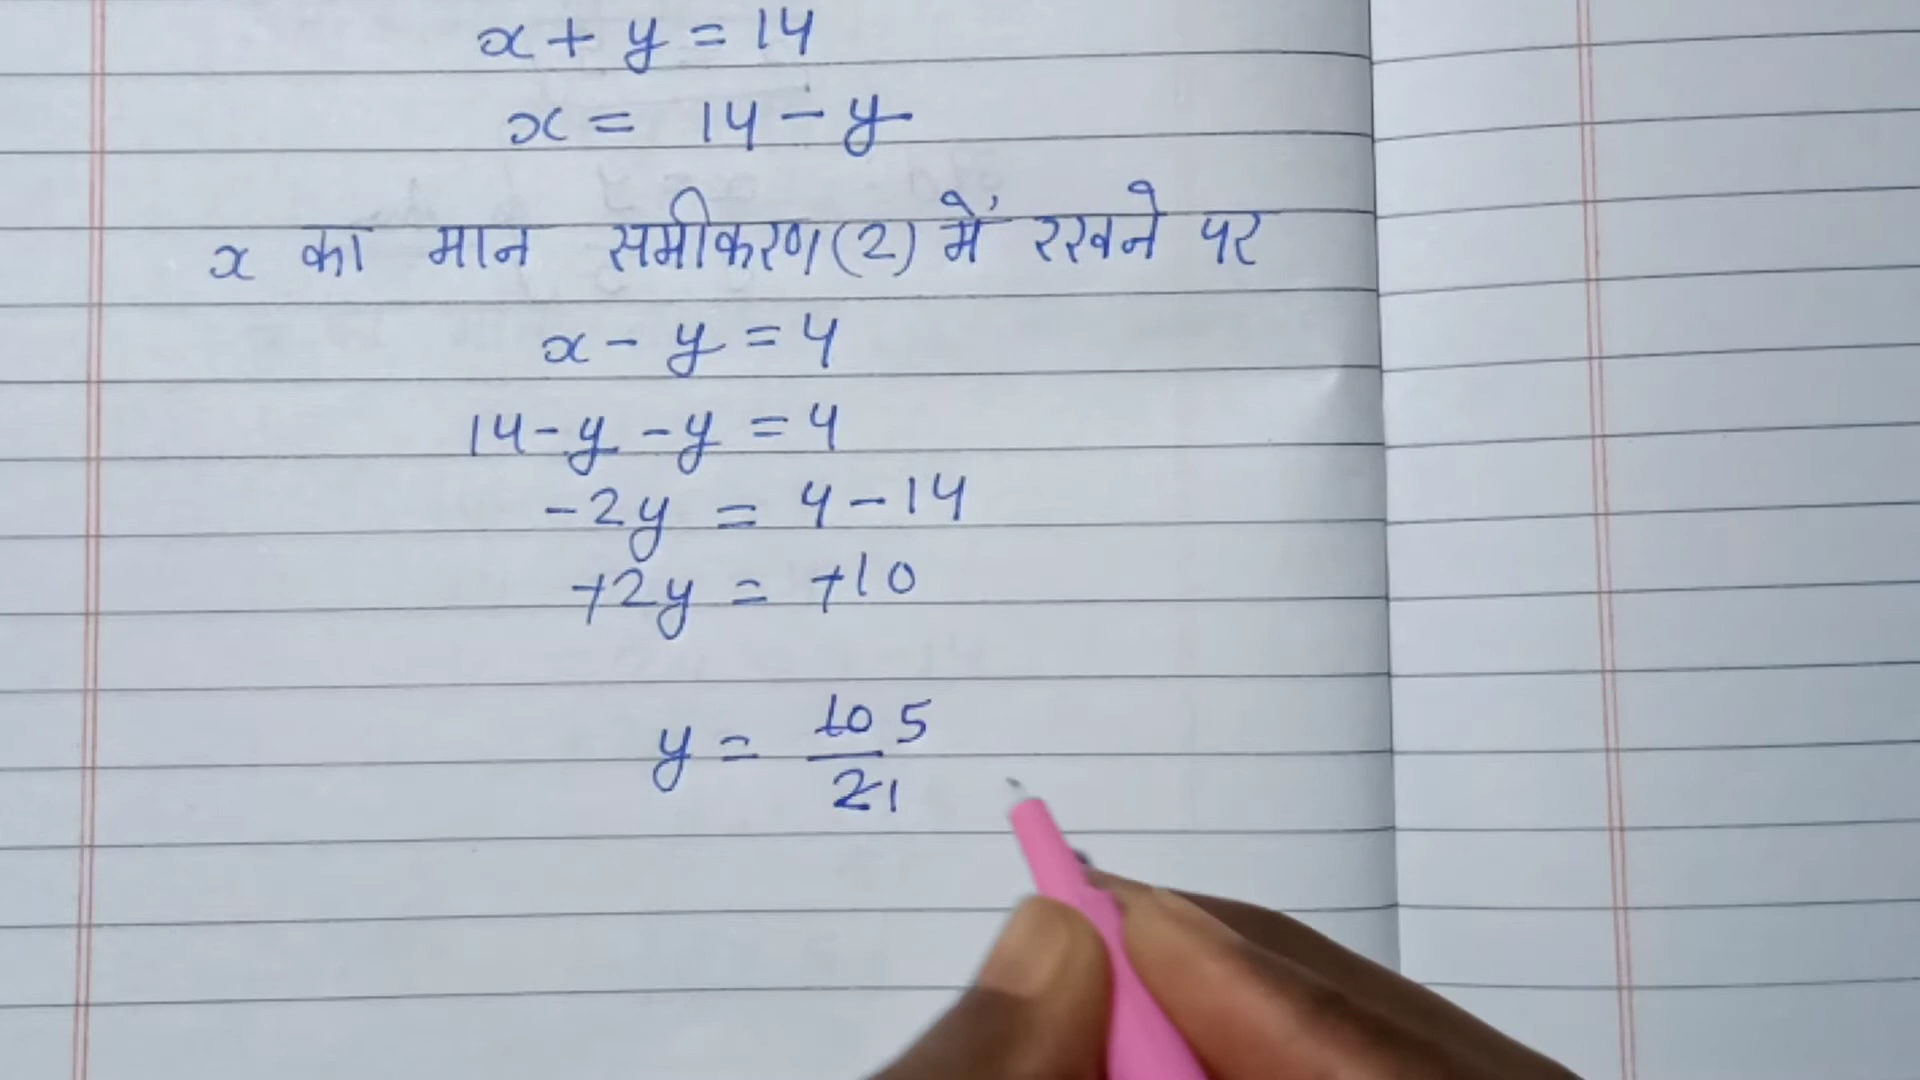 x + y = 14
x = 14 - y
x का मान समीकरण (2) में रखने पर
x - y = 4
14 - y - y = 4
-2y = 4 - 14
+2y = +10
y = 10 5 / 2 1